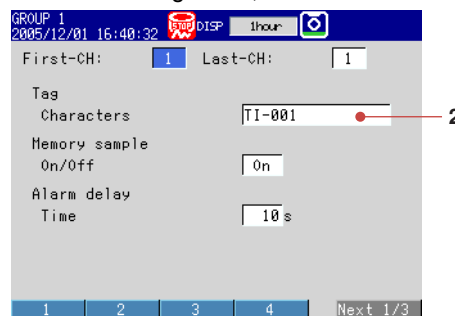 GROUP 1
2005/12/01 16:40:32 STOP DISP 1hour
First-CH: 1 Last-CH: 1
Tag
Characters TI-001
2
Memory sample
On/Off On
Alarm delay
Time 10 s
1 2 3 4 Next 1/3